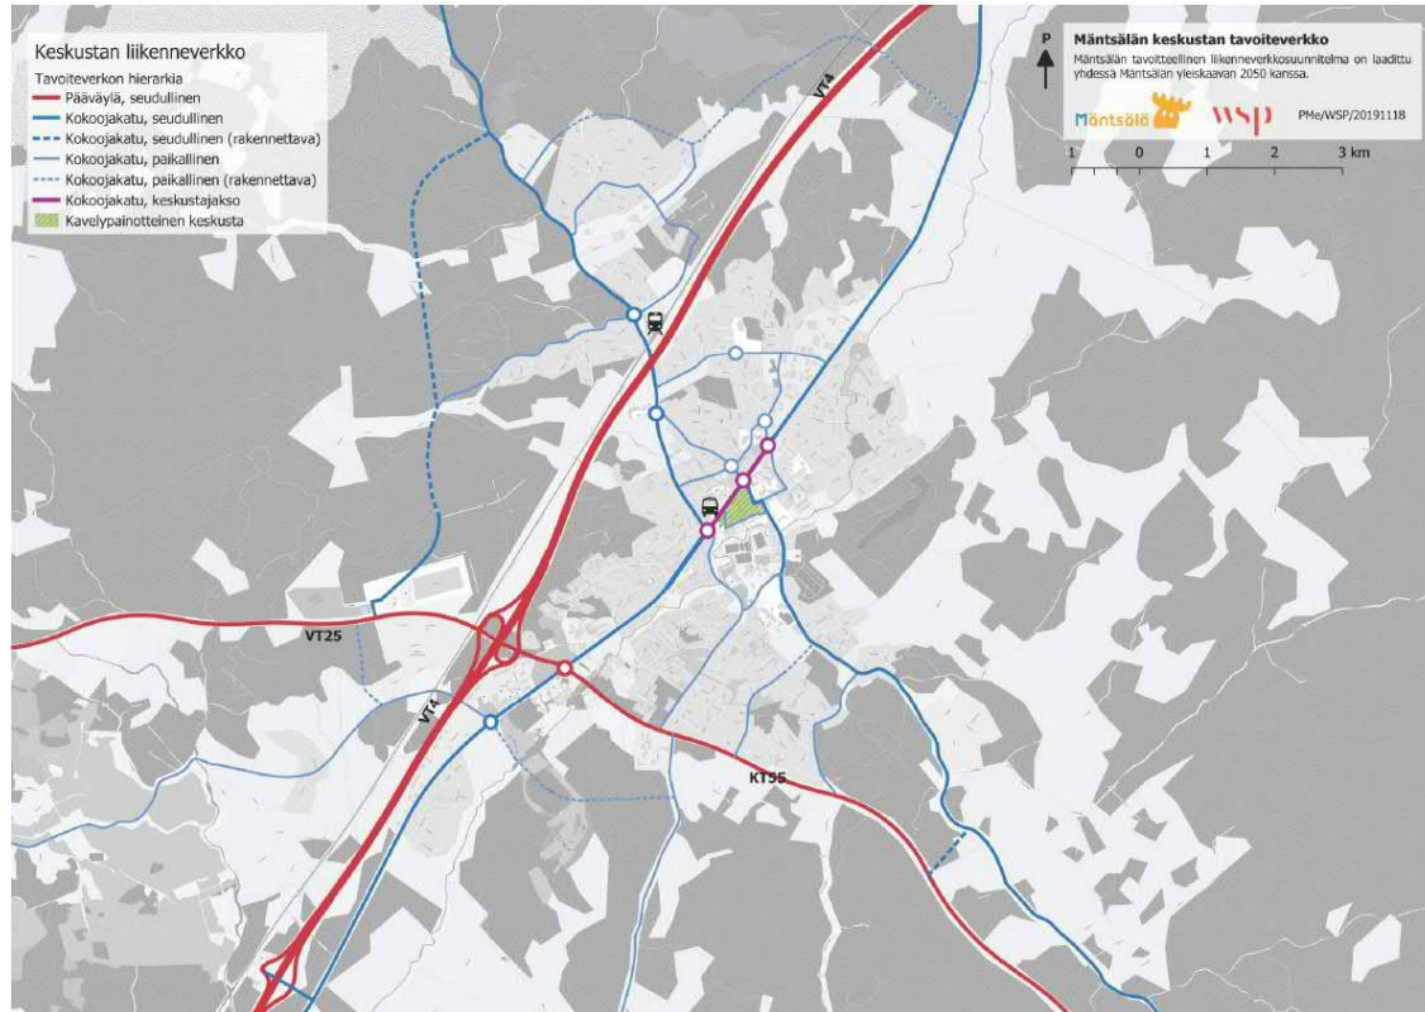 Keskustan liikenneverkko
Tavoiteverkon hierarkia
Pääväylä, seudullinen
Kokoojakatu, seudullinen
Kokoojakatu, seudullinen (rakennettava)
Kokoojakatu, paikallinen
Kokoojakatu, paikallinen (rakennettava)
Kokoojakatu, keskustajakso
Kavelypainotteinen keskusta
P
Mäntsälän keskustan tavoiteverkko
Mäntsälän tavoitteellinen liikenneverkkosuunnitelma on laadittu
yhdessä Mäntsälän yleiskaavan 2050 kanssa.
Mäntsälä
wsp
PMe/WSP/20191118
1 0 1 2 3 km
VT4
VT25
VT4
KT55